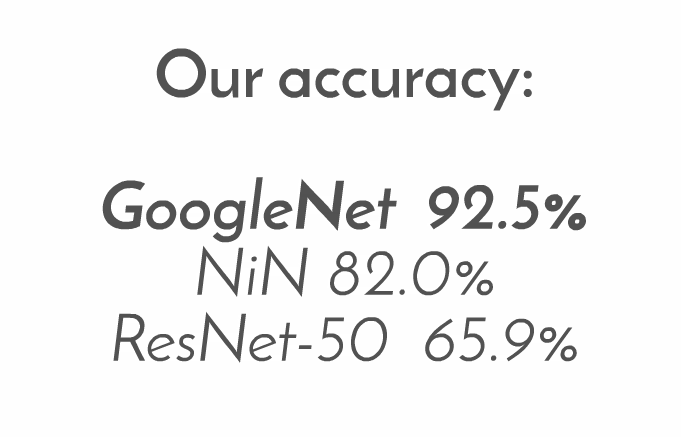 Our accuracy:
GoogleNet 92.5%
NiN 82.0%
ResNet-50 65.9%